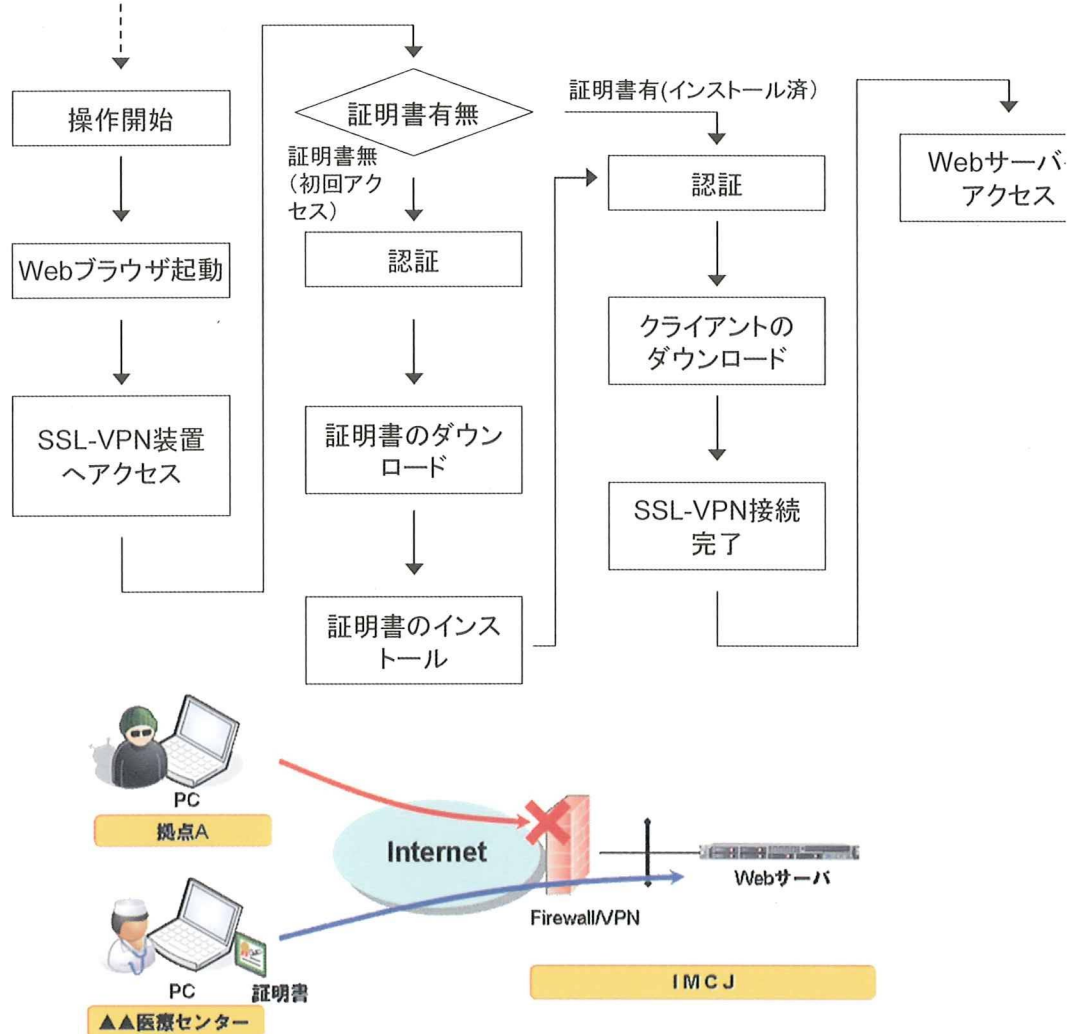 操作開始
Webブラウザ起動
SSL-VPN装置
へアクセス
証明書有無
証明書無
(初回アク
セス)
認証
証明書のダウン
ロード
証明書のインス
トール
証明書有(インストール済)
認証
クライアントの
ダウンロード
SSL-VPN接続
完了
Webサーバ
アクセス
PC
拠点A
Internet
Firewall/VPN
Webサーバ
PC
証明書
▲▲医療センター
IMCJ